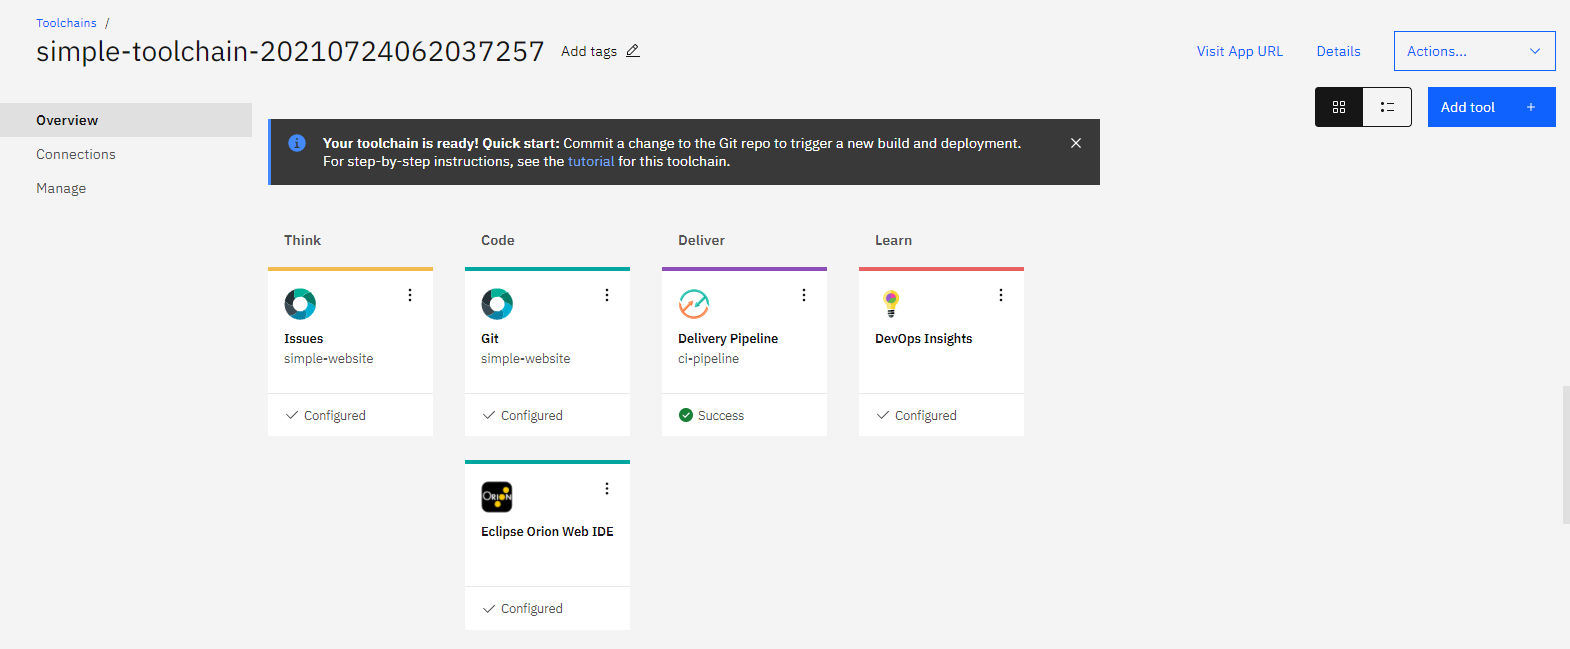 Toolchains /
simple-toolchain-20210724062037257
Add tags
Visit App URL
Details
Actions...
Add tool +
Overview
Connections
Manage
Your toolchain is ready! Quick start: Commit a change to the Git repo to trigger a new build and deployment.
For step-by-step instructions, see the tutorial for this toolchain.
Think
Issues
simple-website
Configured
Code
Git
simple-website
Configured
ORION
Eclipse Orion Web IDE
Configured
Deliver
Delivery Pipeline
ci-pipeline
Success
Learn
DevOps Insights
Configured